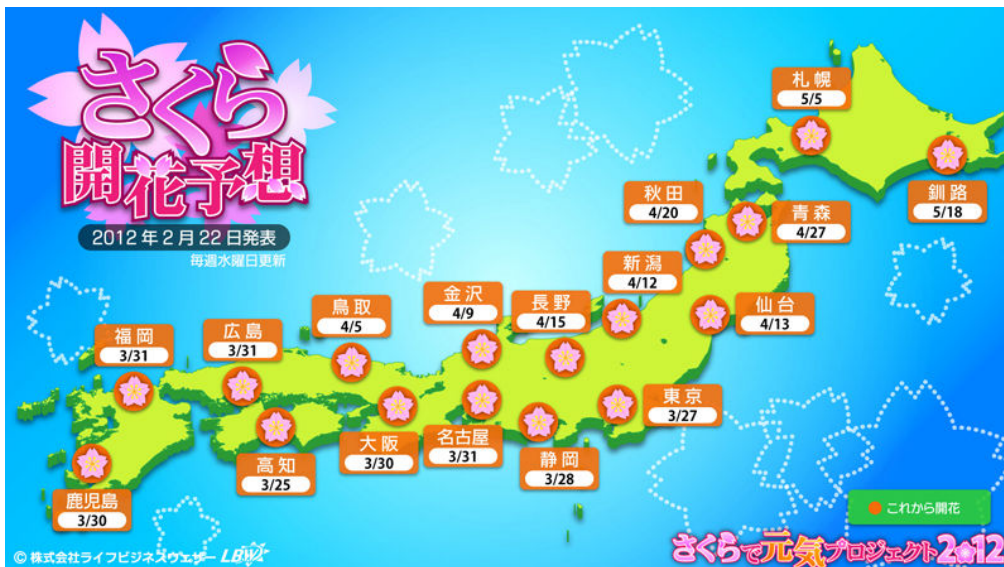 さくら
開花予想
2012年2月22日発表
毎週水曜日更新
札幌
5/5
釧路
5/18
秋田
4/20
青森
4/27
新潟
4/12
仙台
4/13
金沢
4/9
長野
4/15
鳥取
4/5
広島
3/31
福岡
3/31
東京
3/27
静岡
3/28
名古屋
3/31
大阪
3/30
高知
3/25
鹿児島
3/30
これから開花
© 株式会社ライフビジネスウェザー LBW
さくらで元気プロジェクト2012